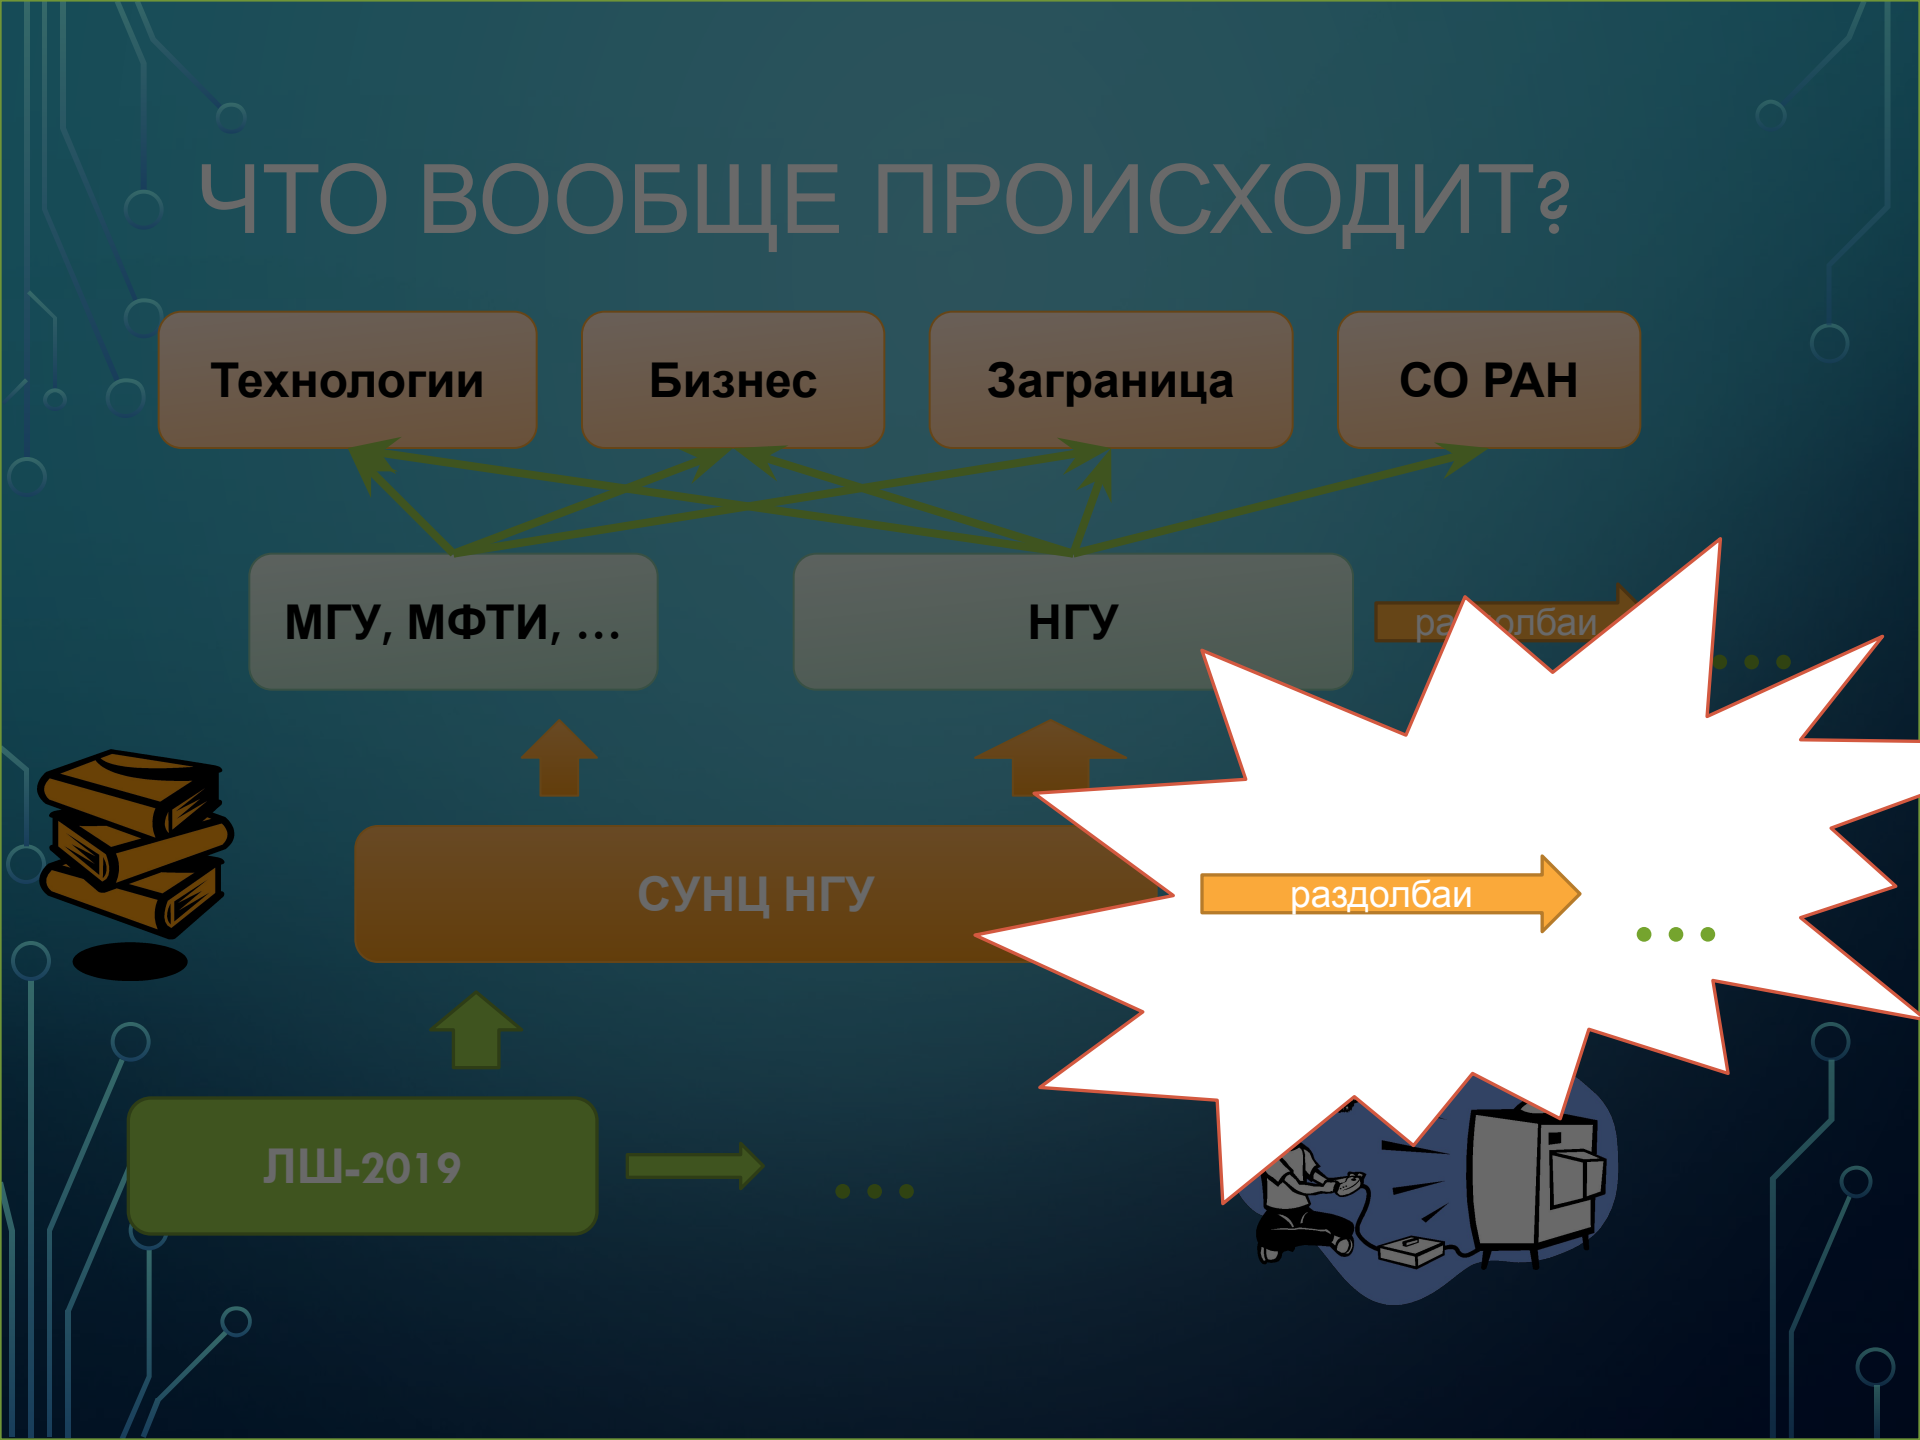 ЧТО ВООБЩЕ ПРОИСХОДИТ?
Технологии
Бизнес
Заграница
СО РАН
МГУ, МФТИ, …
НГУ
СУНЦ НГУ
раздолбаи
…
ЛШ-2019
…